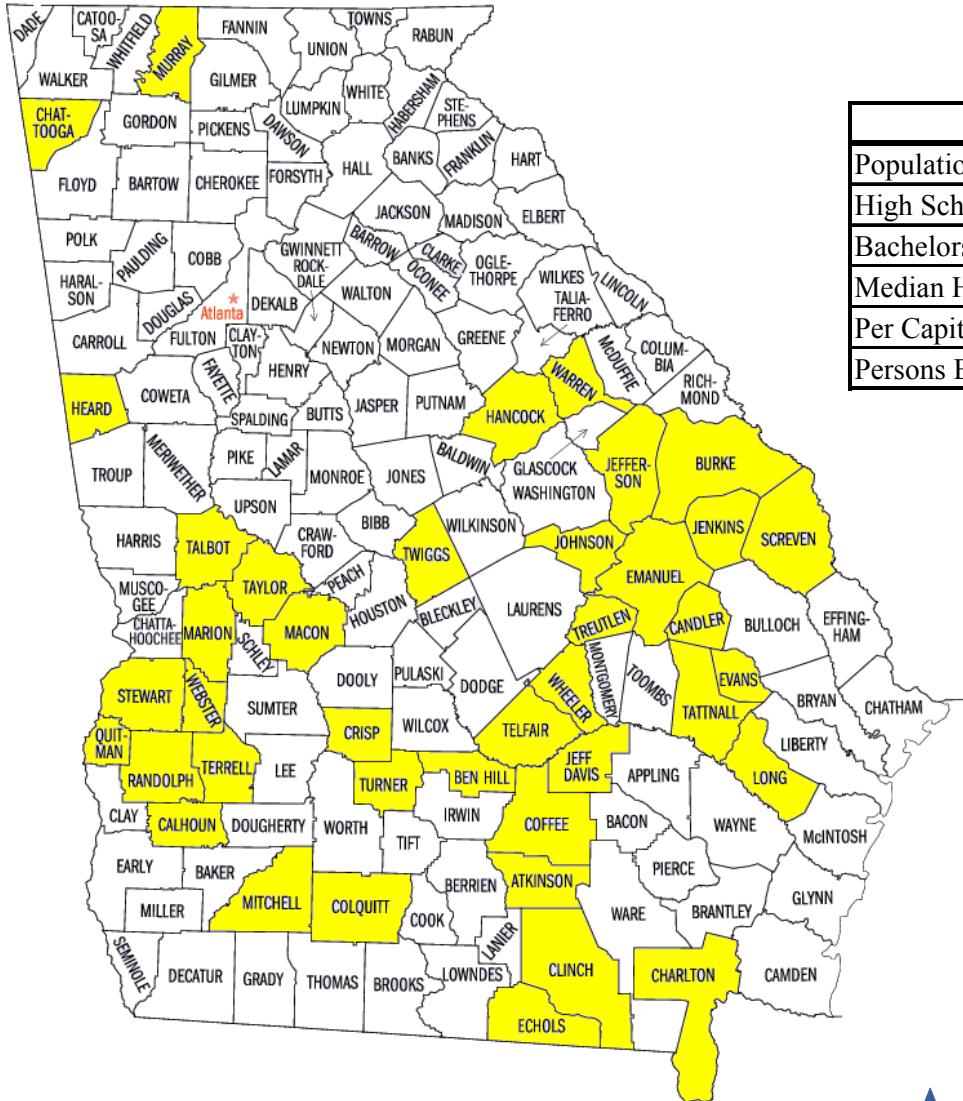 DADE
CATOO-
SA
WHITFIELD
MURRAY
FANNIN
TOWNS
UNION
RABUN
WALKER
GILMER
LUMPKIN
WHITE
HABERSHAM
STE-
PHENS
CHAT-
TOOGA
GORDON
PICKENS
DAWSON
HALL
BANKS
FRANKLIN
HART
FLOYD
BARTOW
CHEROKEE
FORSYTH
JACKSON
MADISON
ELBERT
POLK
PAULDING
COBB
GWINNETT
BARROW
CLARKE
OCONEE
OGLE-
THORPE
WILKES
LINCOLN
HARAL-
SON
DOUGLAS
Atlanta
DEKALB
ROCK-
DALE
WALTON
TALIA-
FERRO
CARROLL
FULTON
CLAY-
TON
HENRY
NEWTON
MORGAN
GREENE
McDUFFIE
COLUM-
BIA
RICH-
MOND
HEARD
COWETA
FAYETTE
SPALDING
BUTTS
JASPER
PUTNAM
HANCOCK
WARREN
TROUP
MERIWETHER
PIKE
LAMAR
MONROE
JONES
BALDWIN
GLASCOCK
WASHINGTON
JEFFER-
SON
BURKE
UPSON
HARRIS
TALBOT
CRAW-
FORD
BIBB
TWIGGS
WILKINSON
JOHNSON
JENKINS
SCREVEN
EMANUEL
MUSCO-
GEE
TAYLOR
PEACH
HOUSTON
BLECKLEY
LAURENS
TREUTLEN
CANDLER
BULLOCH
EFFING-
HAM
CHATTA-
HOOCHEE
MARION
SCHLEY
MACON
DOOLY
PULASKI
DODGE
WHEELER
MONTGOMERY
TOOMBS
EVANS
TATTNALL
BRYAN
CHATHAM
STEWART
WEBSTER
SUMTER
CRISP
WILCOX
TELFAIR
LIBERTY
QUIT-
MAN
RANDOLPH
TERRELL
LEE
TURNER
BEN HILL
JEFF
DAVIS
APPLING
LONG
CLAY
CALHOUN
DOUGHERTY
WORTH
TIFT
IRWIN
COFFEE
BACON
WAYNE
McINTOSH
EARLY
BAKER
MITCHELL
COLQUITT
BERRIEN
ATKINSON
PIERCE
GLYNN
MILLER
COOK
LANIER
WARE
BRANTLEY
SEMINOLE
DECATUR
GRADY
THOMAS
BROOKS
LOWNDES
CLINCH
CHARLTON
CAMDEN
ECHOLS
Populatio
High Sch
Bachelors
Median H
Per Capit
Persons B